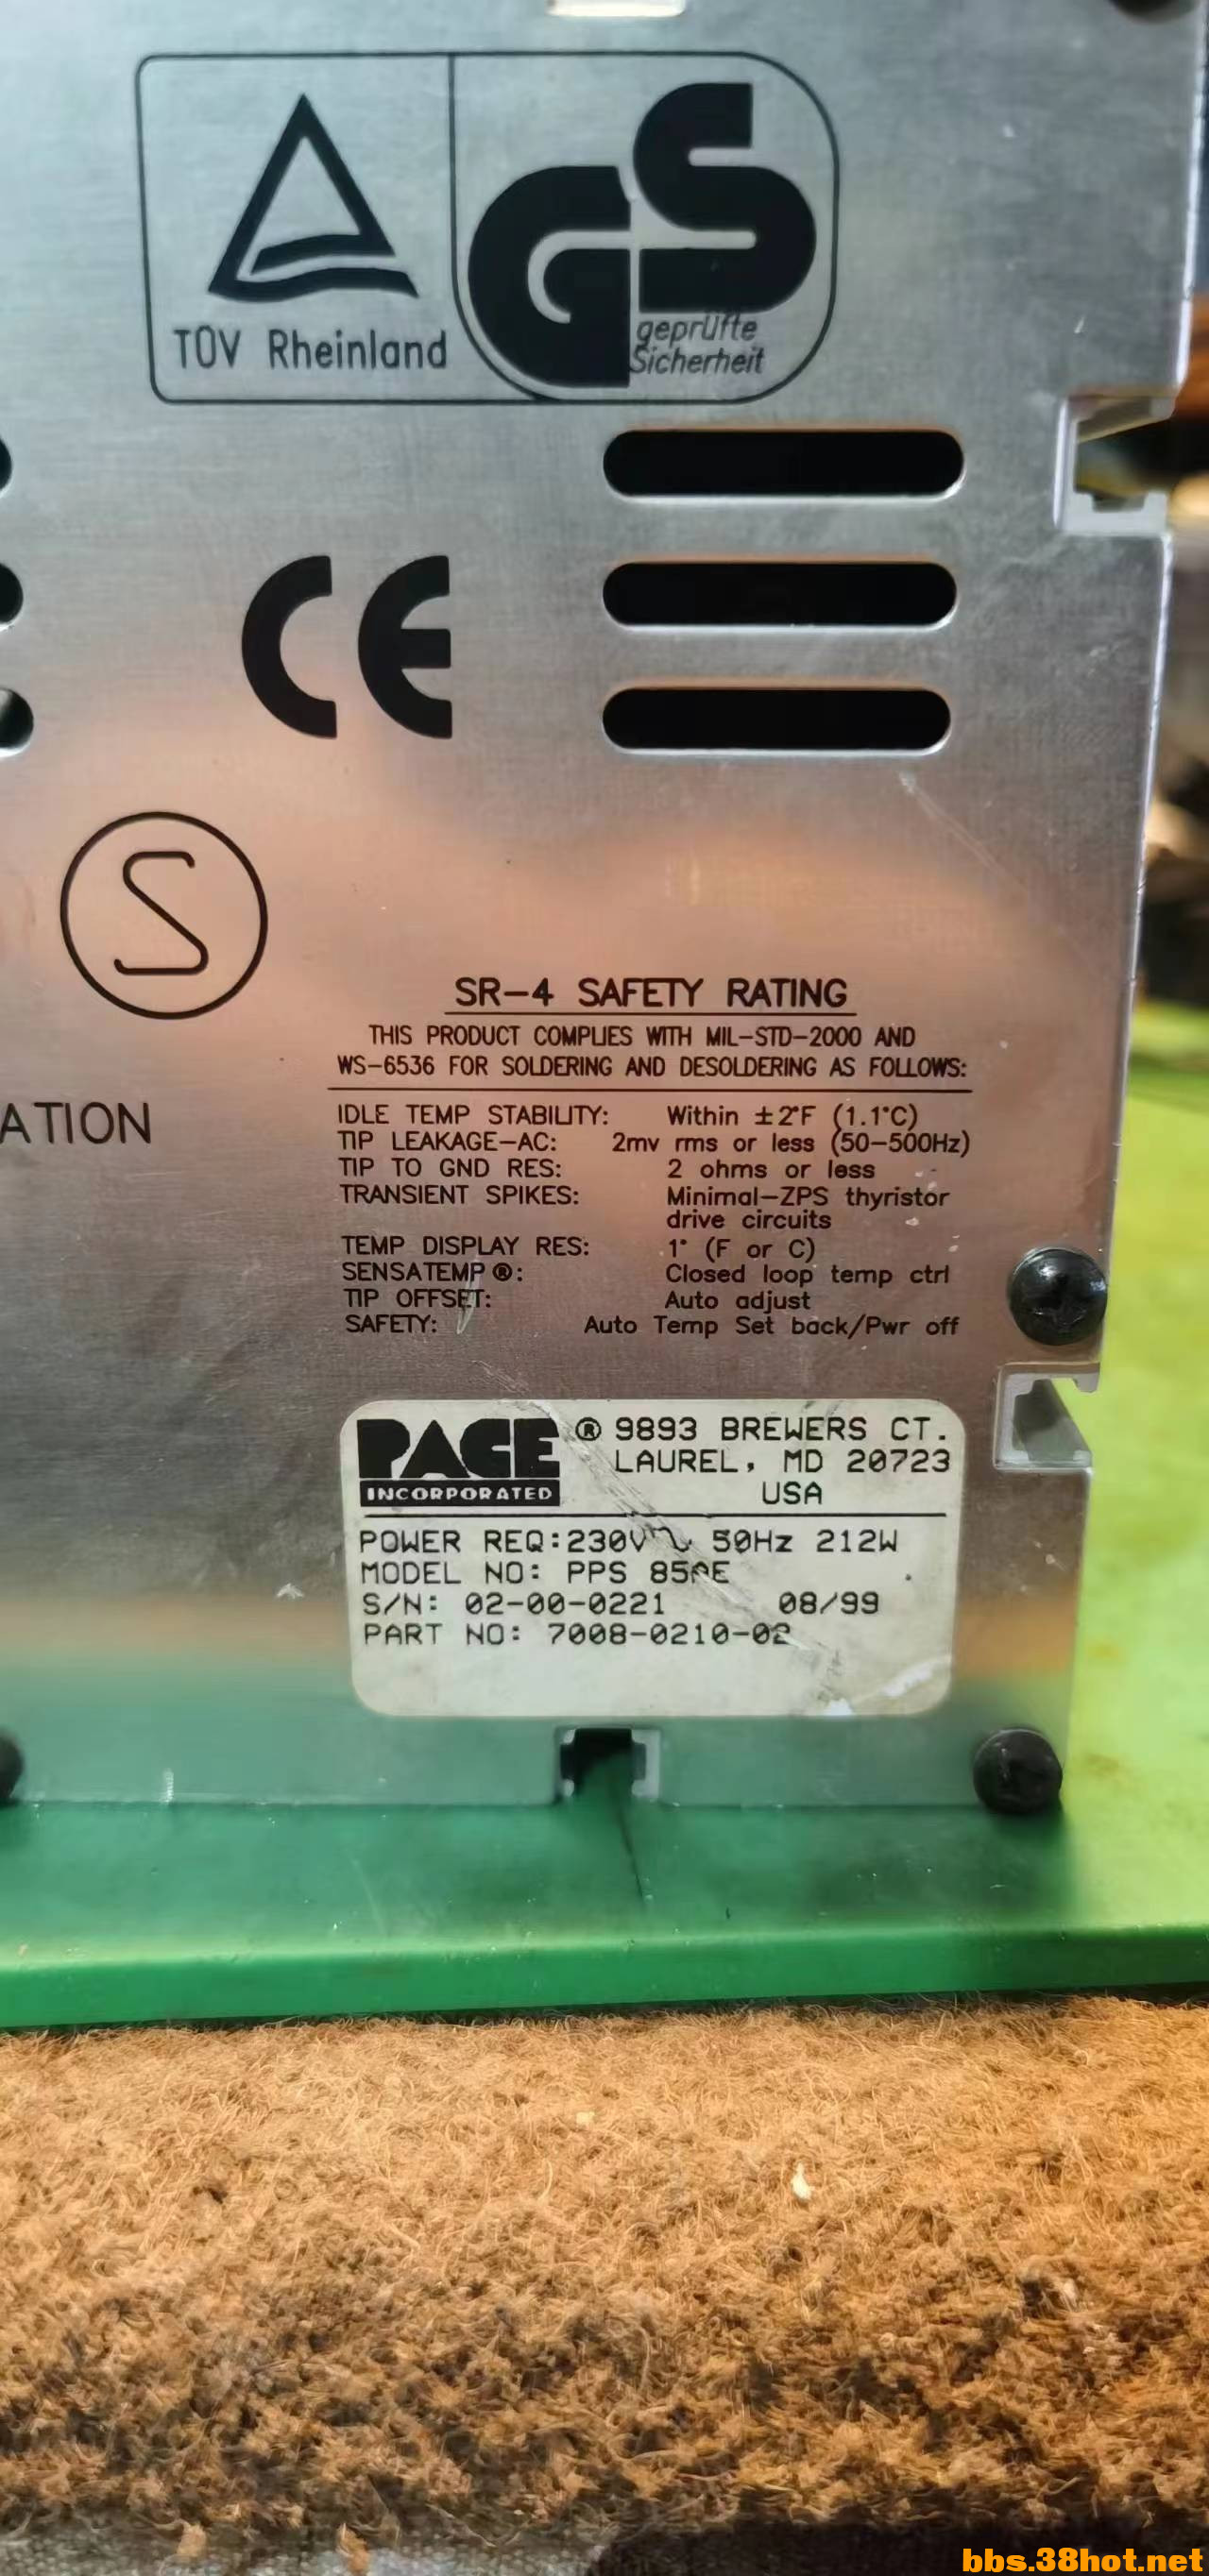 TÜV Rheinland
GS
geprüfte
Sicherheit
CE
S
SR-4 SAFETY RATING
THIS PRODUCT COMPLIES WITH MIL-STD-2000 AND
WS-6536 FOR SOLDERING AND DESOLDERING AS FOLLOWS:
ATION
IDLE TEMP STABILITY: Within ±2°F (1.1°C)
TIP LEAKAGE-AC: 2mv rms or less (50-500Hz)
TIP TO GND RES: 2 ohms or less
TRANSIENT SPIKES: Minimal-ZPS thyristor
drive circuits
TEMP DISPLAY RES: 1° (F or C)
SENSATEMP®: Closed loop temp ctrl
TIP OFFSET: Auto adjust
SAFETY: Auto Temp Set back/Pwr off
PACE ® 9893 BREWERS CT.
INCORPORATED LAUREL, MD 20723
USA
POWER REQ:230V~ 50Hz 212W
MODEL NO: PPS 85AE
S/N: 02-00-0221 08/99
PART NO: 7008-0210-02
bbs.38hot.net